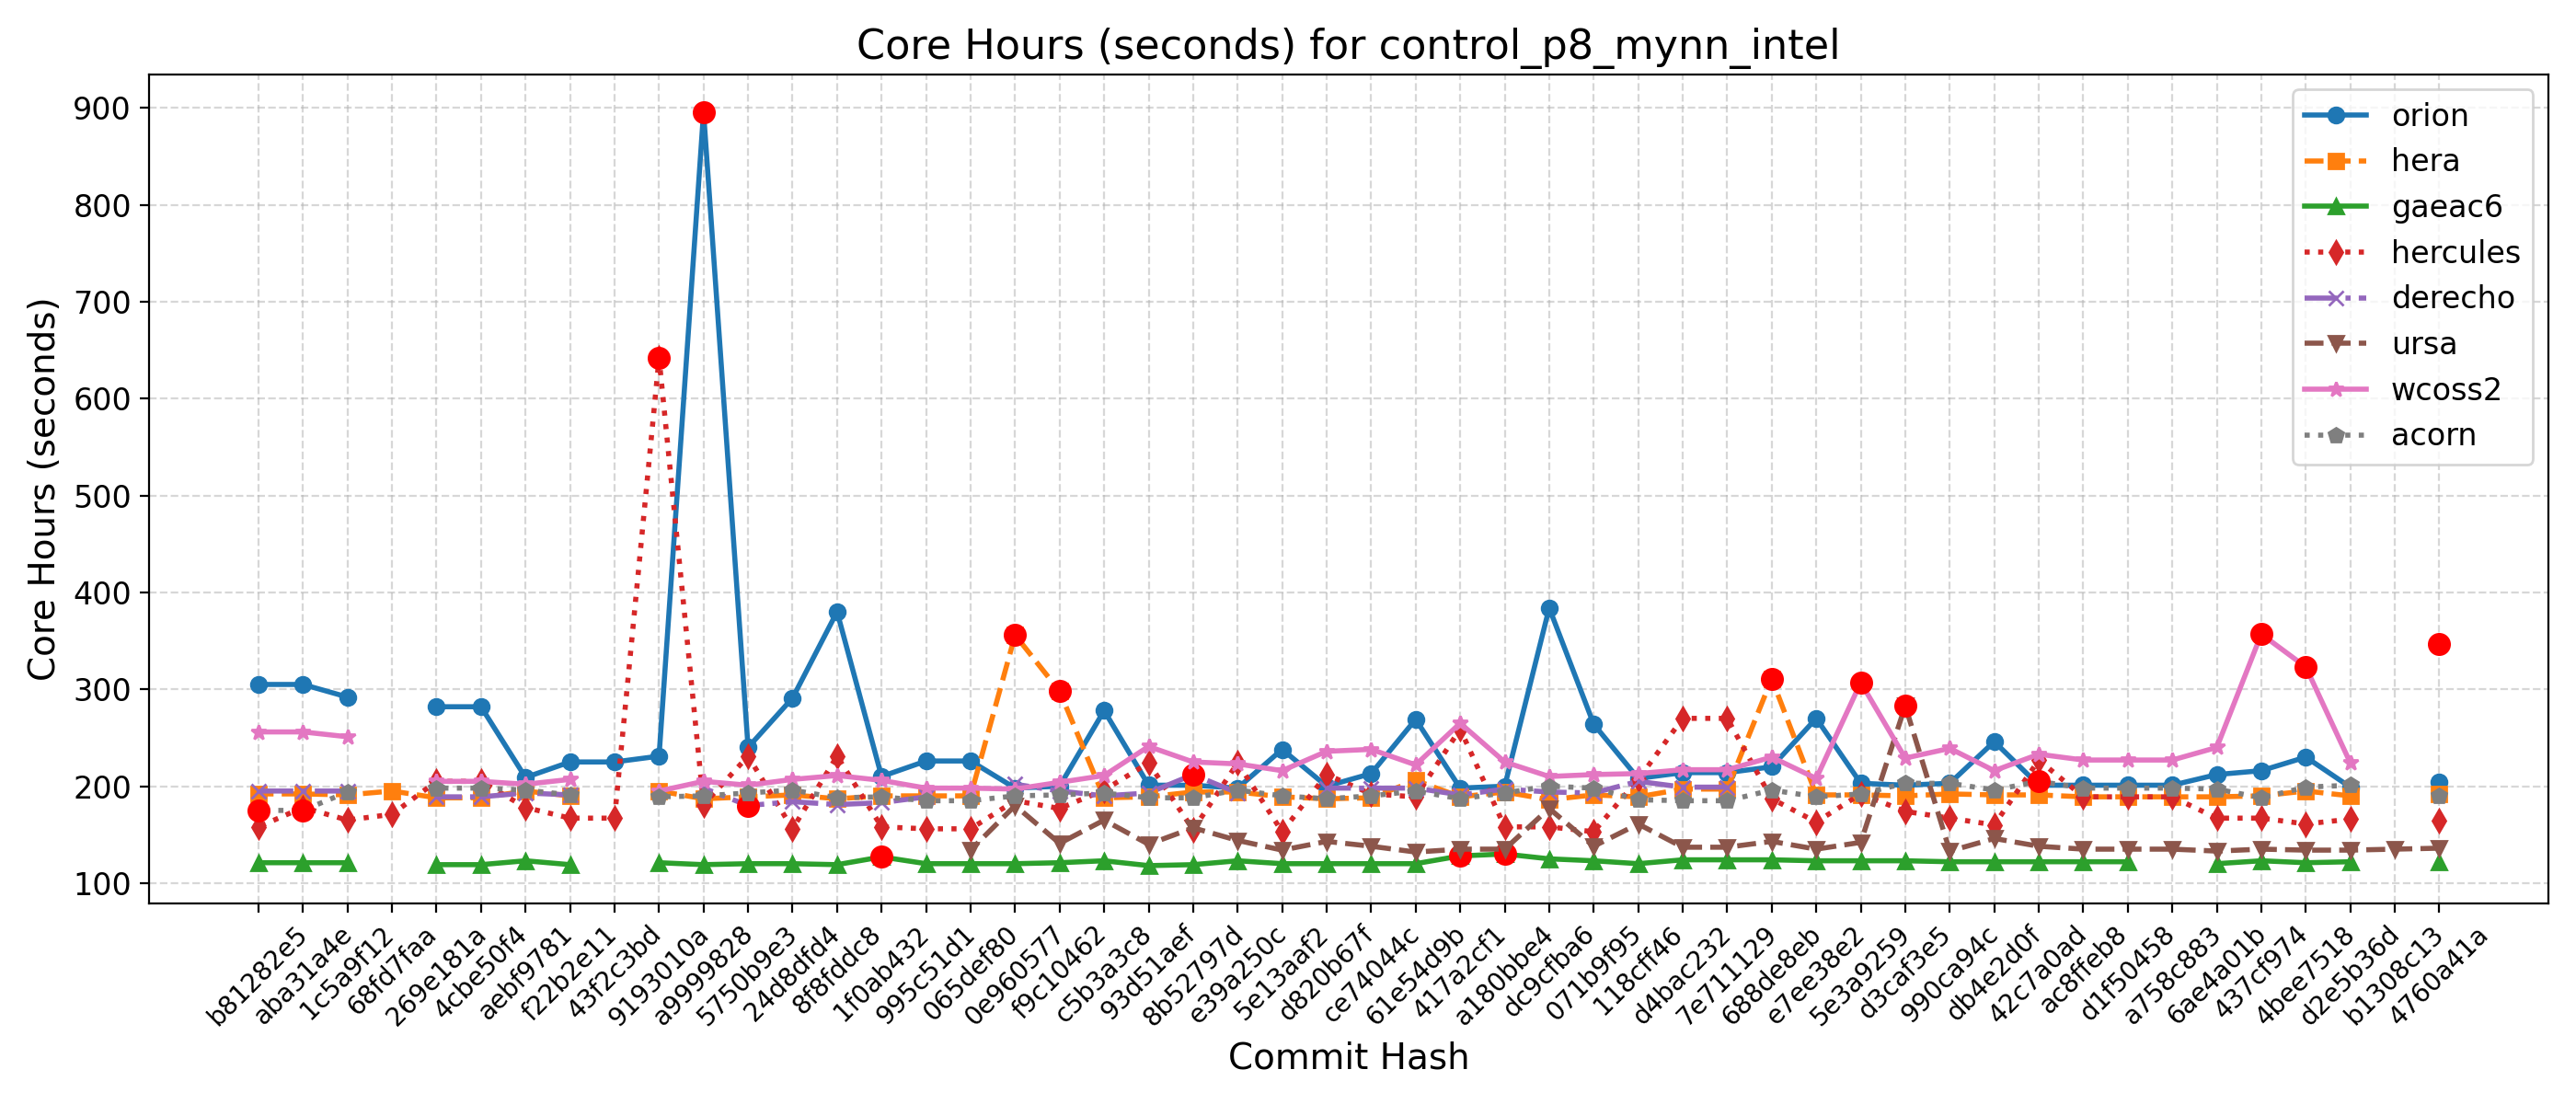 Core Hours (seconds) for control_p8_mynn_intel
Core Hours (seconds)
900
800
700
600
500
400
300
200
100
orion
hera
gaeac6
hercules
derecho
ursa
wcoss2
acorn
b81282e5
aba31a4e
1c5a9f12
68fd7faa
269e181a
4cbe50f4
aebf9781
f22b2e11
43f2c3bd
9193010a
a9999828
5750b9e3
24d8dfd4
8f8fddc8
1f0ab432
995c51d1
065def80
0e960577
f9c10462
c5b3a3c8
93d51aef
8b52797d
e39a250c
5e13aaf2
d820b67f
ce74044c
61e54d9b
417a2cf1
a180bbe4
dc9cfba6
071b9f95
118cff46
d4bac232
7e711129
688de8eb
e7ee38e2
5e3a9259
d3caf3e5
990ca94c
db4e2d0f
42c7a0ad
ac8ffeb8
d1f50458
a758c883
6ae4a01b
437cf974
4bee7518
d2e5b36d
b1308c13
4760a41a
Commit Hash